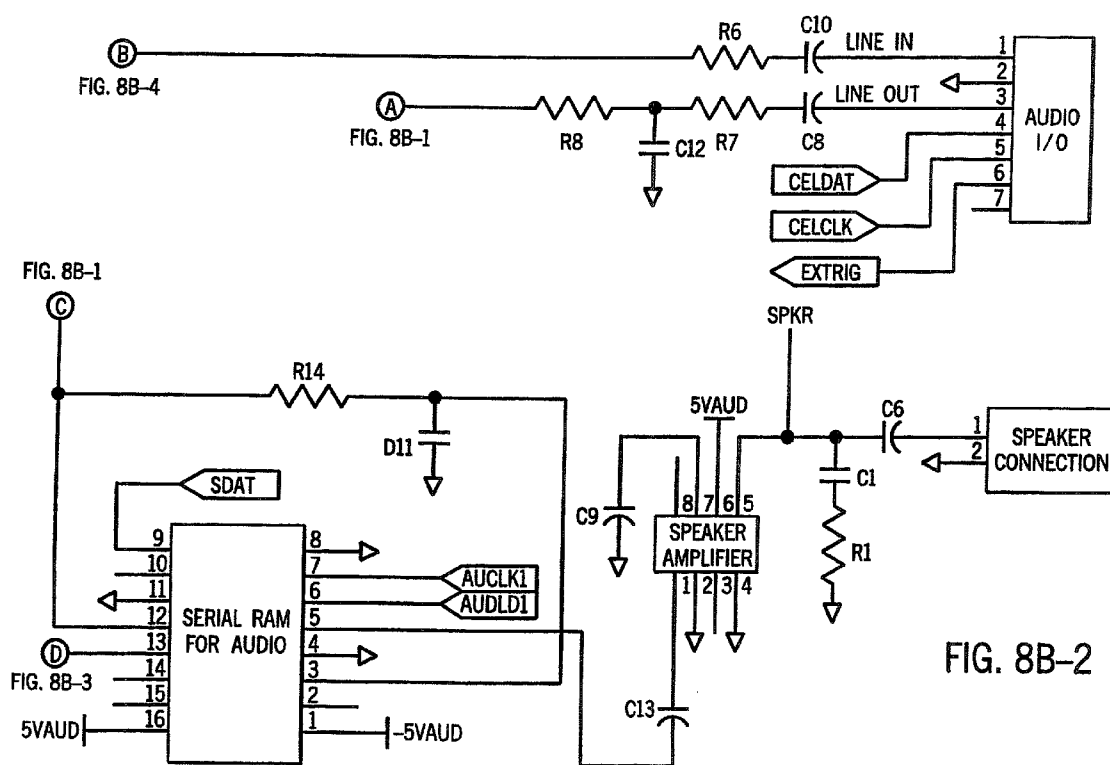 R6
C10
LINE IN
1
B
2
FIG. 8B-4
A
LINE OUT
3
AUDIO
I/O
FIG. 8B-1
R8
C12
R7
C8
4
5
CELDAT
6
7
CELCLK
FIG. 8B-1
EXTRIG
C
SPKR
R14
5VAUD
C6
1
SPEAKER
CONNECTION
2
D11
SDAT
C1
C9
8 7 6 5
SPEAKER
AMPLIFIER
R1
9
8
10
7
AUCLK1
11
6
AUDLD1
1 2 3 4
12
SERIAL RAM
FOR AUDIO
5
D
13
4
FIG. 8B-3
14
3
15
2
C13
5VAUD
16
1
-5VAUD
FIG. 8B-2